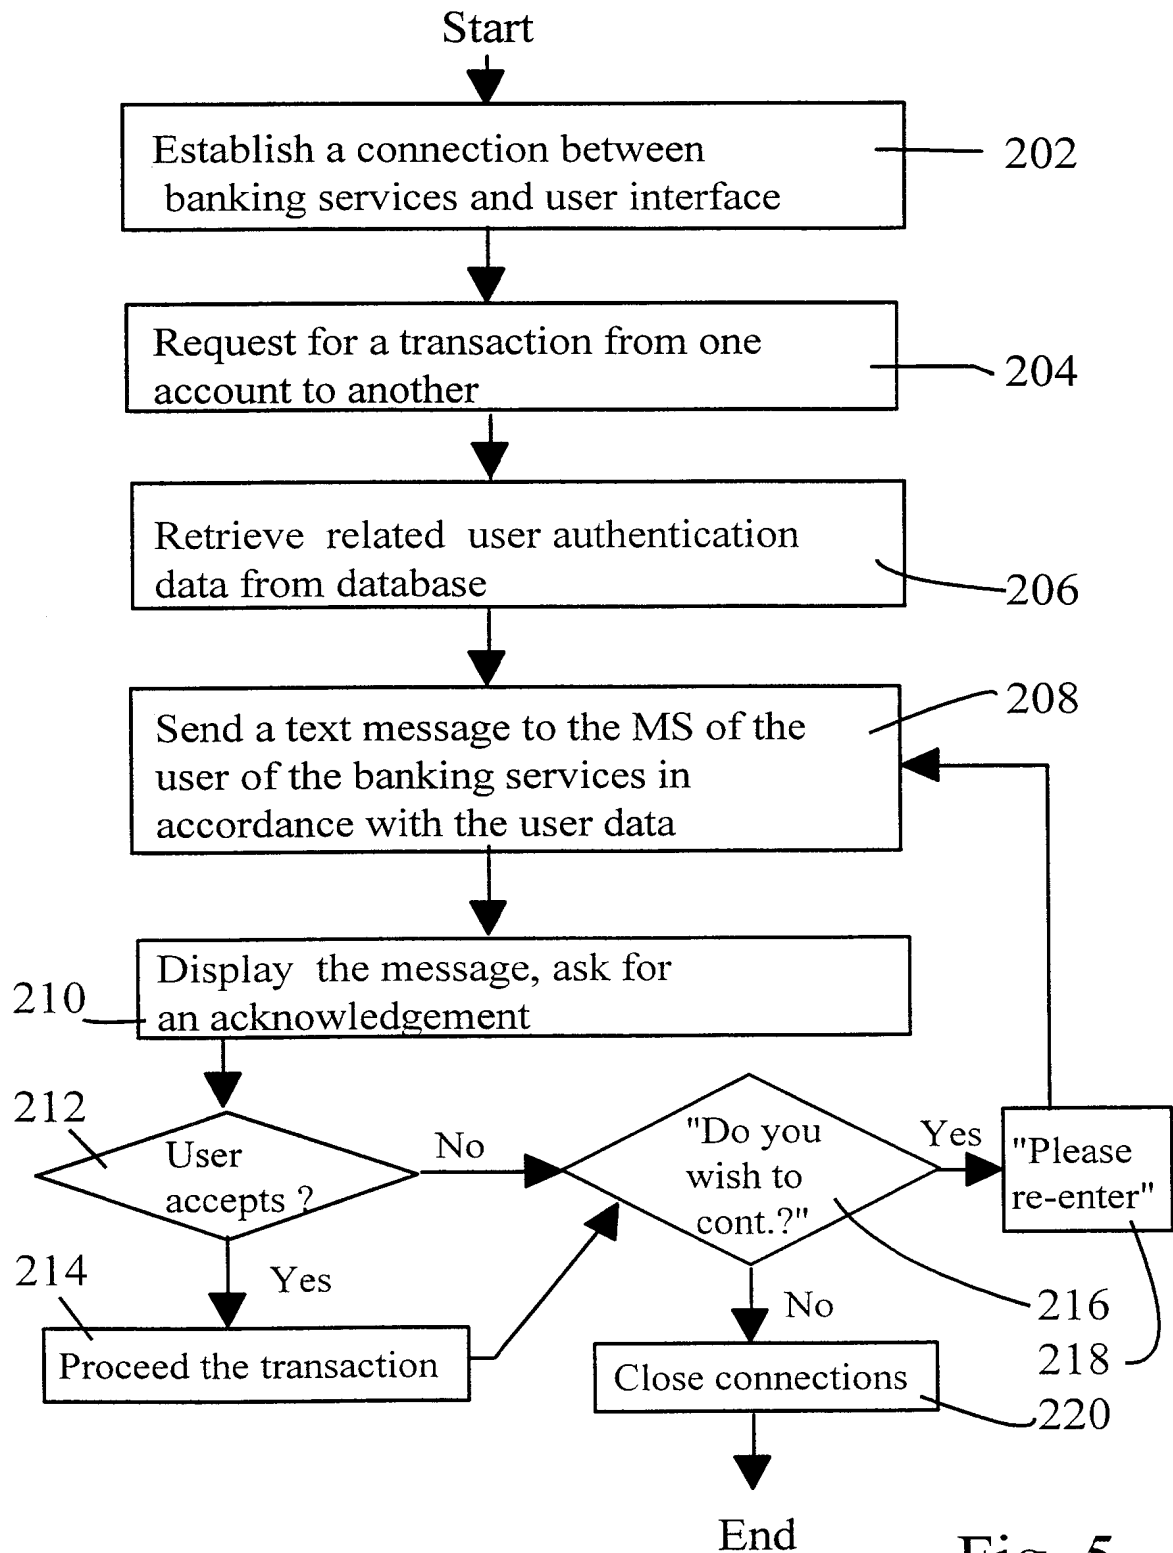 Start
Establish a connection between
banking services and user interface
202
Request for a transaction from one
account to another
204
Retrieve related user authentication
data from database
206
Send a text message to the MS of the
user of the banking services in
accordance with the user data
208
Display the message, ask for
an acknowledgement
210
212
User
accepts ?
No
"Do you
wish to
cont.?"
Yes
"Please
re-enter"
214
Yes
Proceed the transaction
216
218
No
Close connections
220
End
Fig. 5